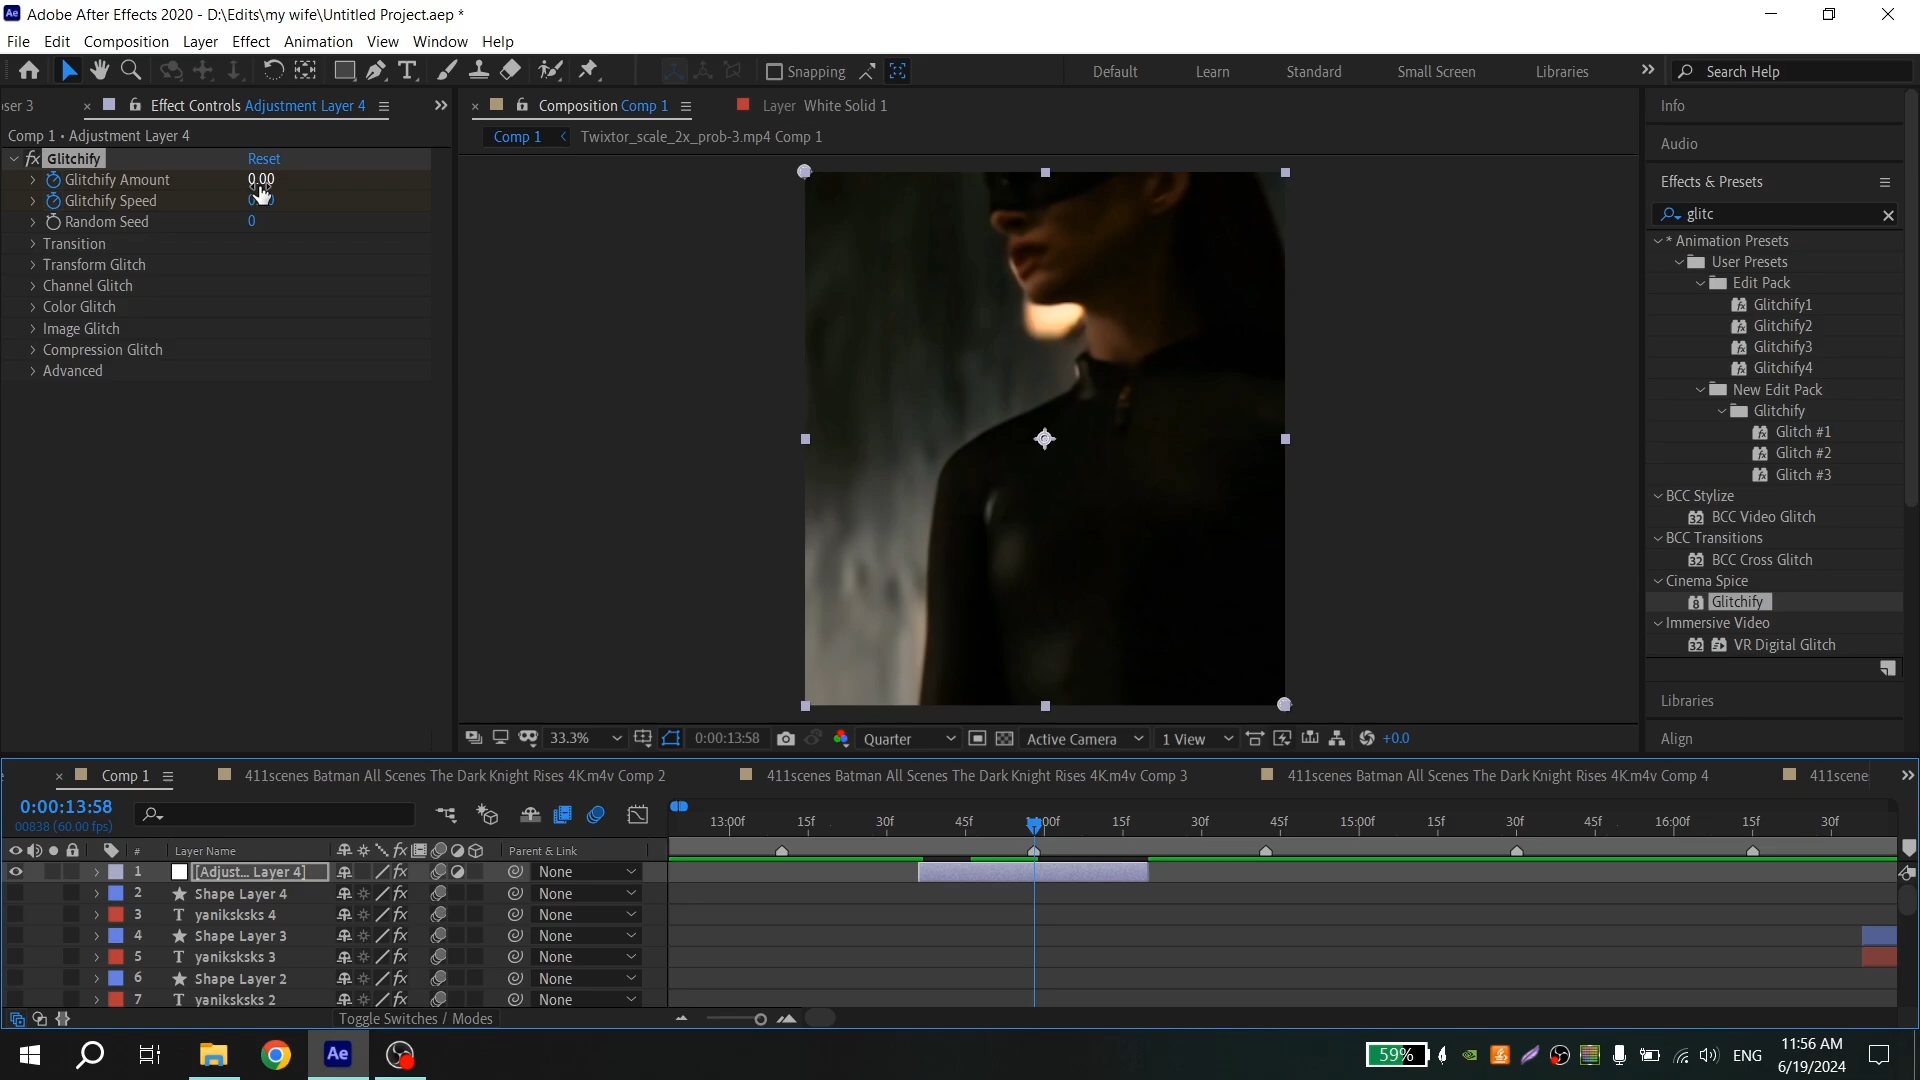 Adobe After Effects 2020 - D:\Edits\my wife\Untitled Project.aep *
File Edit Composition Layer Effect Animation View Window Help
Snapping Default Learn Standard Small Screen Libraries Search Help
ser 3 Effect Controls Adjustment Layer 4 Composition Comp 1 Layer White Solid 1 Info
Comp 1 • Adjustment Layer 4 Comp 1 Twixtor_scale_2x_prob-3.mp4 Comp 1 Audio
fx Glitchify Reset
Glitchify Amount 0.00
Glitchify Speed
Random Seed 0
Transition
Transform Glitch
Channel Glitch
Color Glitch
Image Glitch
Compression Glitch
Advanced
Effects & Presets
glitc
* Animation Presets
User Presets
Edit Pack
Glitchify1
Glitchify2
Glitchify3
Glitchify4
New Edit Pack
Glitchify
Glitch #1
Glitch #2
Glitch #3
BCC Stylize
BCC Video Glitch
BCC Transitions
BCC Cross Glitch
Cinema Spice
Glitchify
Immersive Video
VR Digital Glitch
Libraries
Align
33.3% 0:00:13:58 Quarter Active Camera 1 View +0.0
Comp 1 411scenes Batman All Scenes The Dark Knight Rises 4K.m4v Comp 2 411scenes Batman All Scenes The Dark Knight Rises 4K.m4v Comp 3 411scenes Batman All Scenes The Dark Knight Rises 4K.m4v Comp 4 411scene
0:00:13:58
00838 (60.00 fps)
13:00f 15f 30f 45f 15f 30f 45f 15:00f 15f 30f 45f 16:00f 15f 30f
# Layer Name Parent & Link
1 [Adjust... Layer 4] None
2 Shape Layer 4 None
3 T yaniksksks 4 None
4 Shape Layer 3 None
5 T yaniksksks 3 None
6 Shape Layer 2 None
7 T yaniksksks 2 None
Toggle Switches / Modes
Ae 59% ENG 11:56 AM
6/19/2024